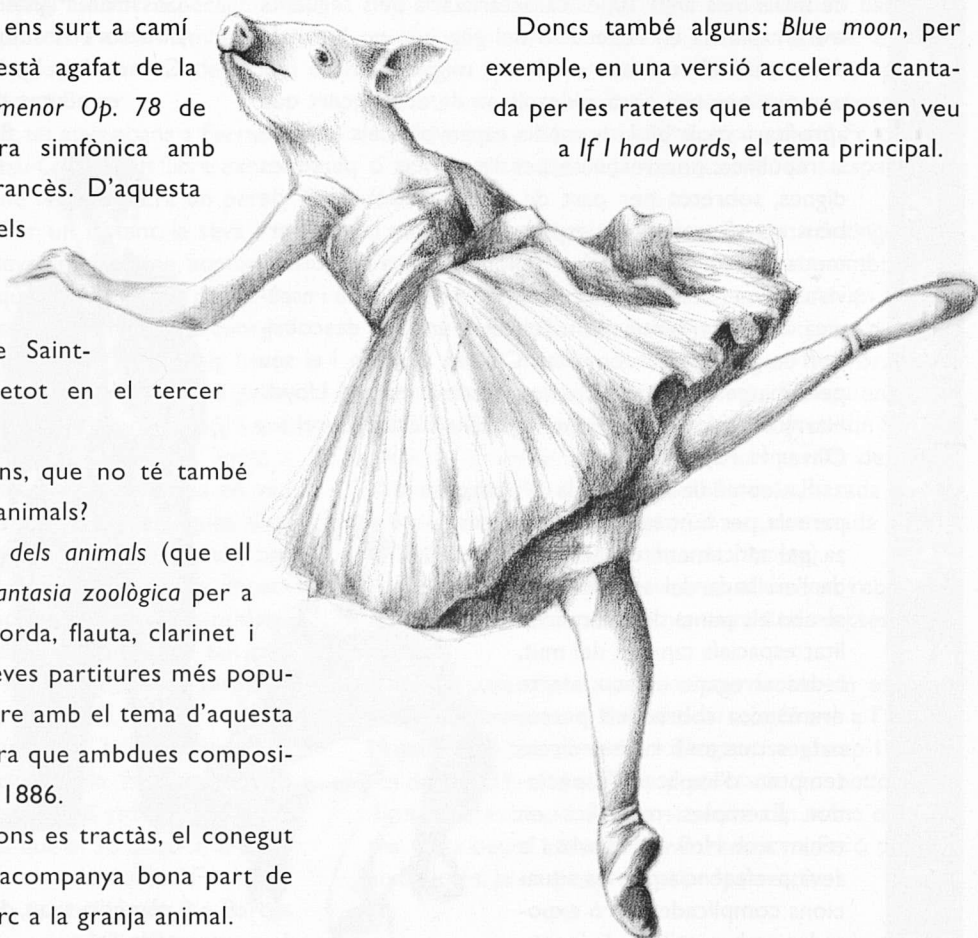 ens surt a camí
està agafat de la
menor Op. 78 de
ra simfònica amb
rancès. D'aquesta
els
e Saint-
etot en el tercer
ns, que no té també
animals?
dels animals (que ell
antasia zoològica per a
orda, flauta, clarinet i
eves partitures més popu-
re amb el tema d'aquesta
ra que ambdues composi-
1886.
ons es tractàs, el conegut
acompanya bona part de
rc a la granja animal.
Doncs també alguns: Blue moon, per
exemple, en una versió accelerada canta-
da per les ratetes que també posen veu
a If I had words, el tema principal.